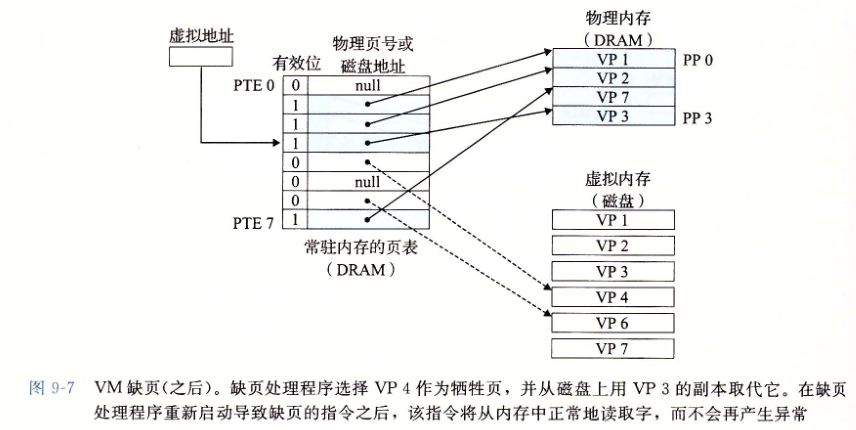 虚拟地址
有效位
物理页号或
磁盘地址
PTE 0 0 null
1
1
1
0
0 null
0
PTE 7 1
常驻内存的页表
（DRAM）
物理内存
（DRAM）
VP 1 PP 0
VP 2
VP 7
VP 3 PP 3
虚拟内存
（磁盘）
VP 1
VP 2
VP 3
VP 4
VP 6
VP 7
图 9-7 VM 缺页(之后)。缺页处理程序选择 VP 4 作为牺牲页，并从磁盘上用 VP 3 的副本取代它。在缺页
处理程序重新启动导致缺页的指令之后，该指令将从内存中正常地读取字，而不会再产生异常